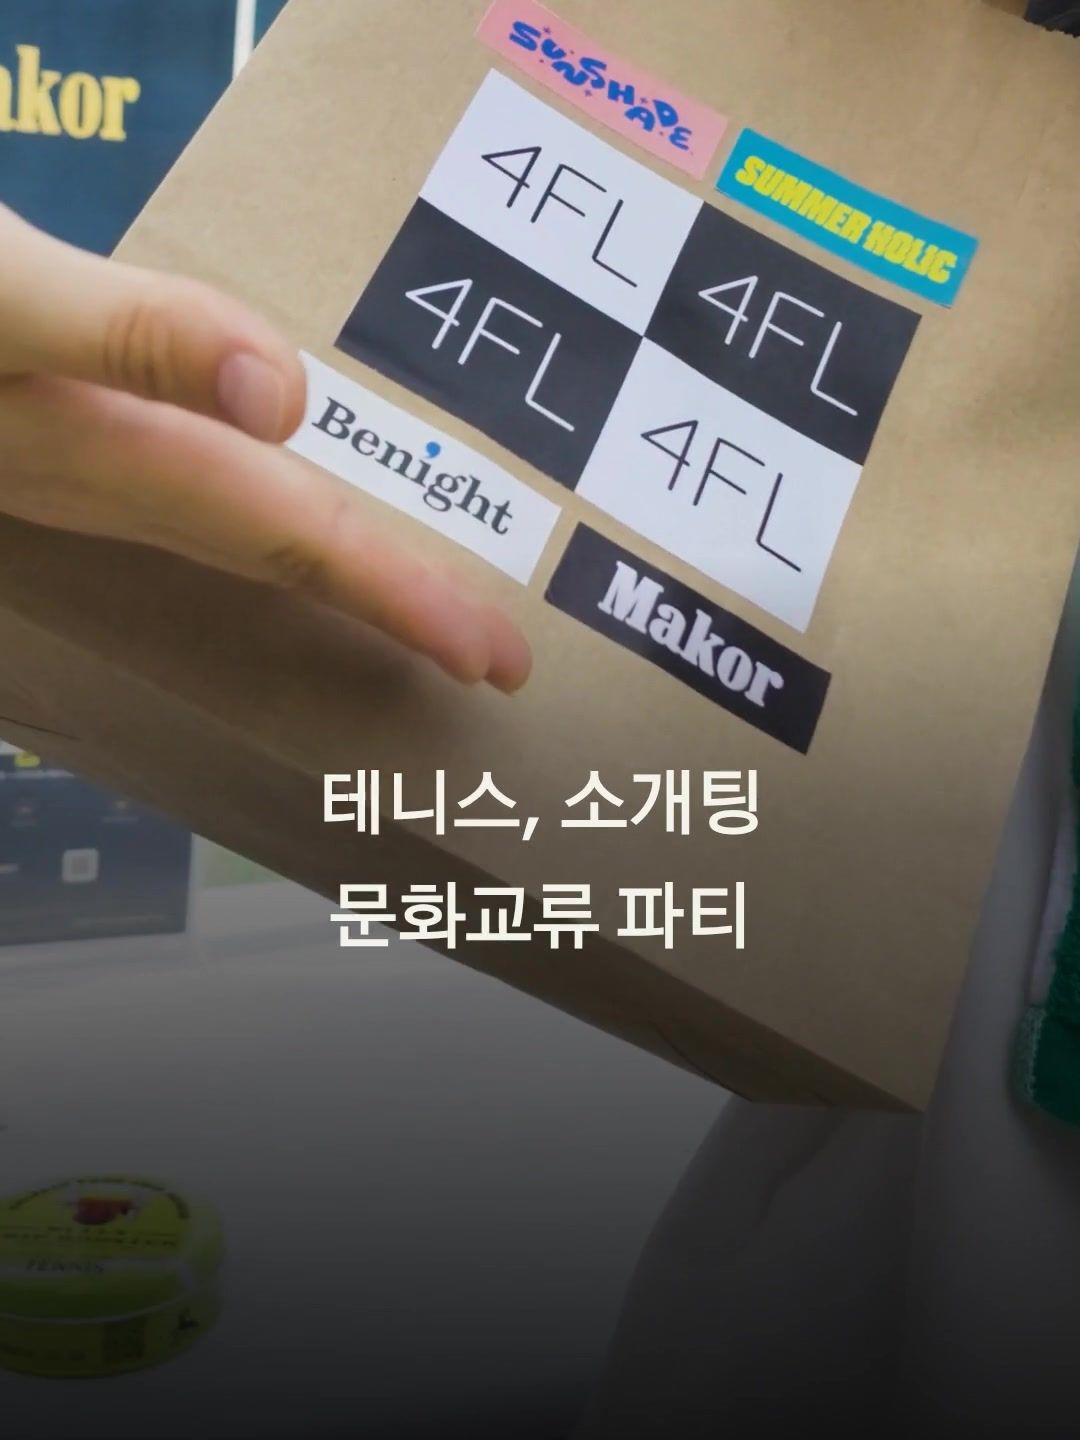 akor
SUNSHADE
SUMMER HOLIC
4FL
4FL
4FL
4FL
Benight
Makor
테니스, 소개팅
문화교류 파티
TENNIS